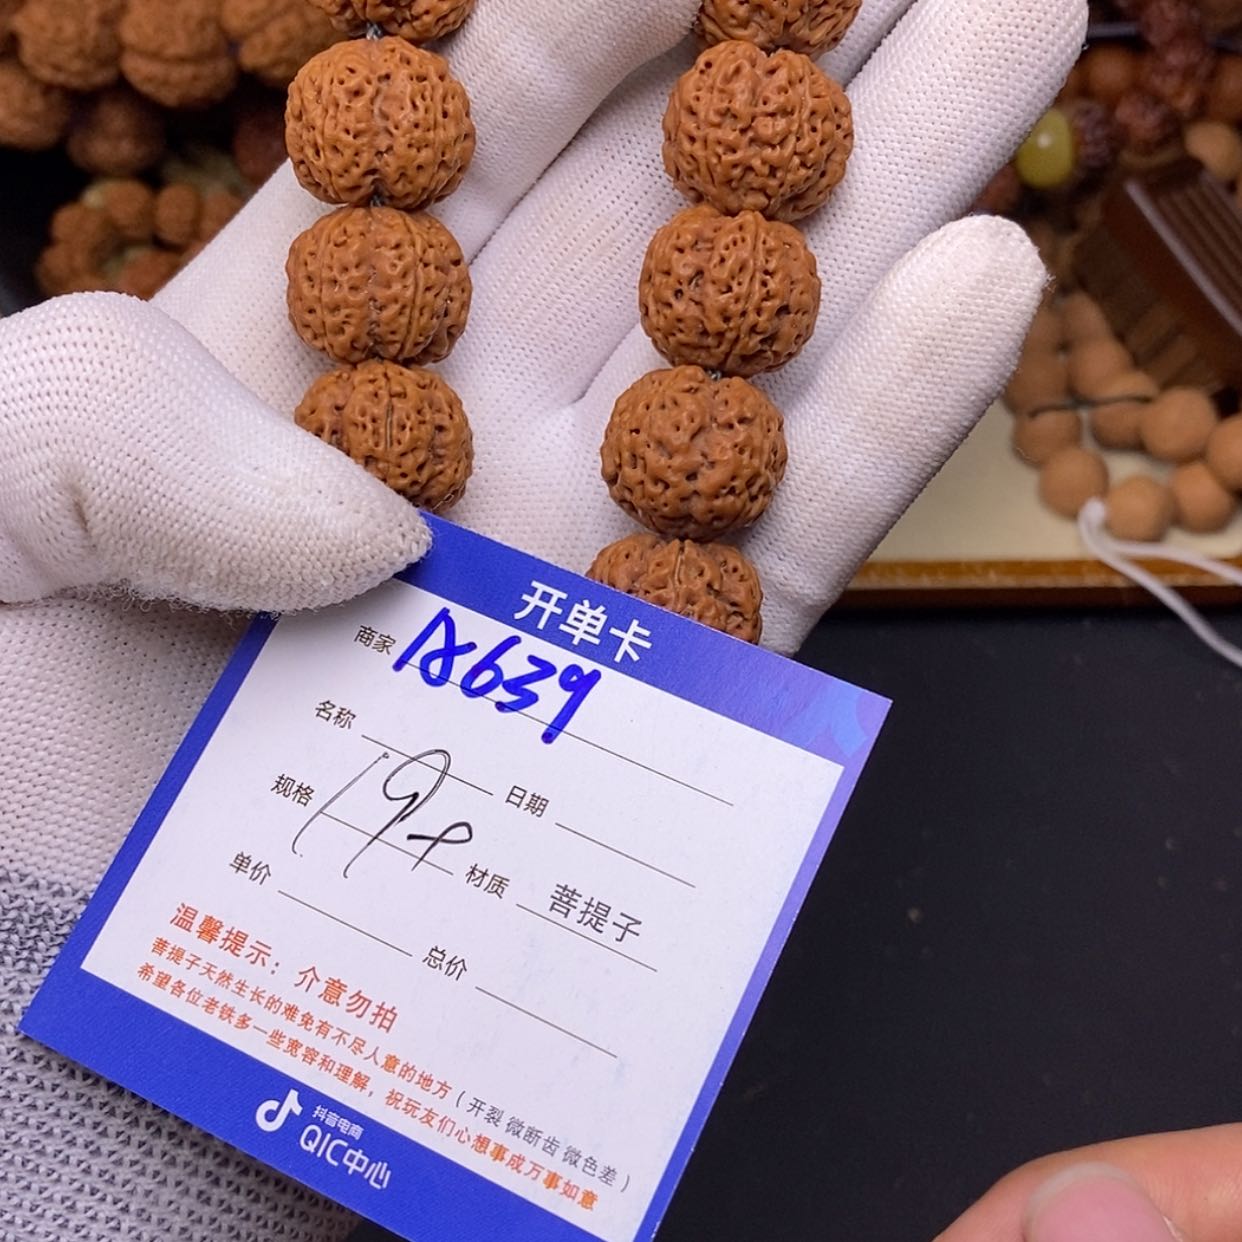 开单卡
商家 18639
名称 日期
规格 19+ 材质 菩提子
单价 总价
温馨提示：介意勿拍
菩提子天然生长的难免有不尽人意的地方（开裂 微断齿 微色差）
希望各位老铁多一些宽容和理解，祝玩友们心想事成万事如意
抖音电商
QIC中心